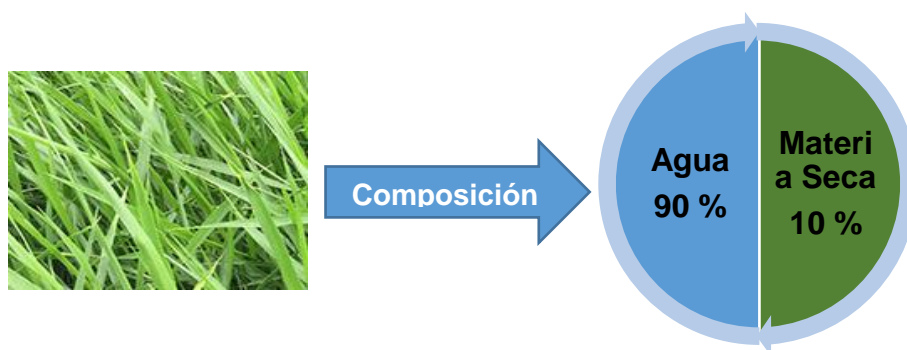 Composición
Agua
90 %
Materi
a Seca
10 %